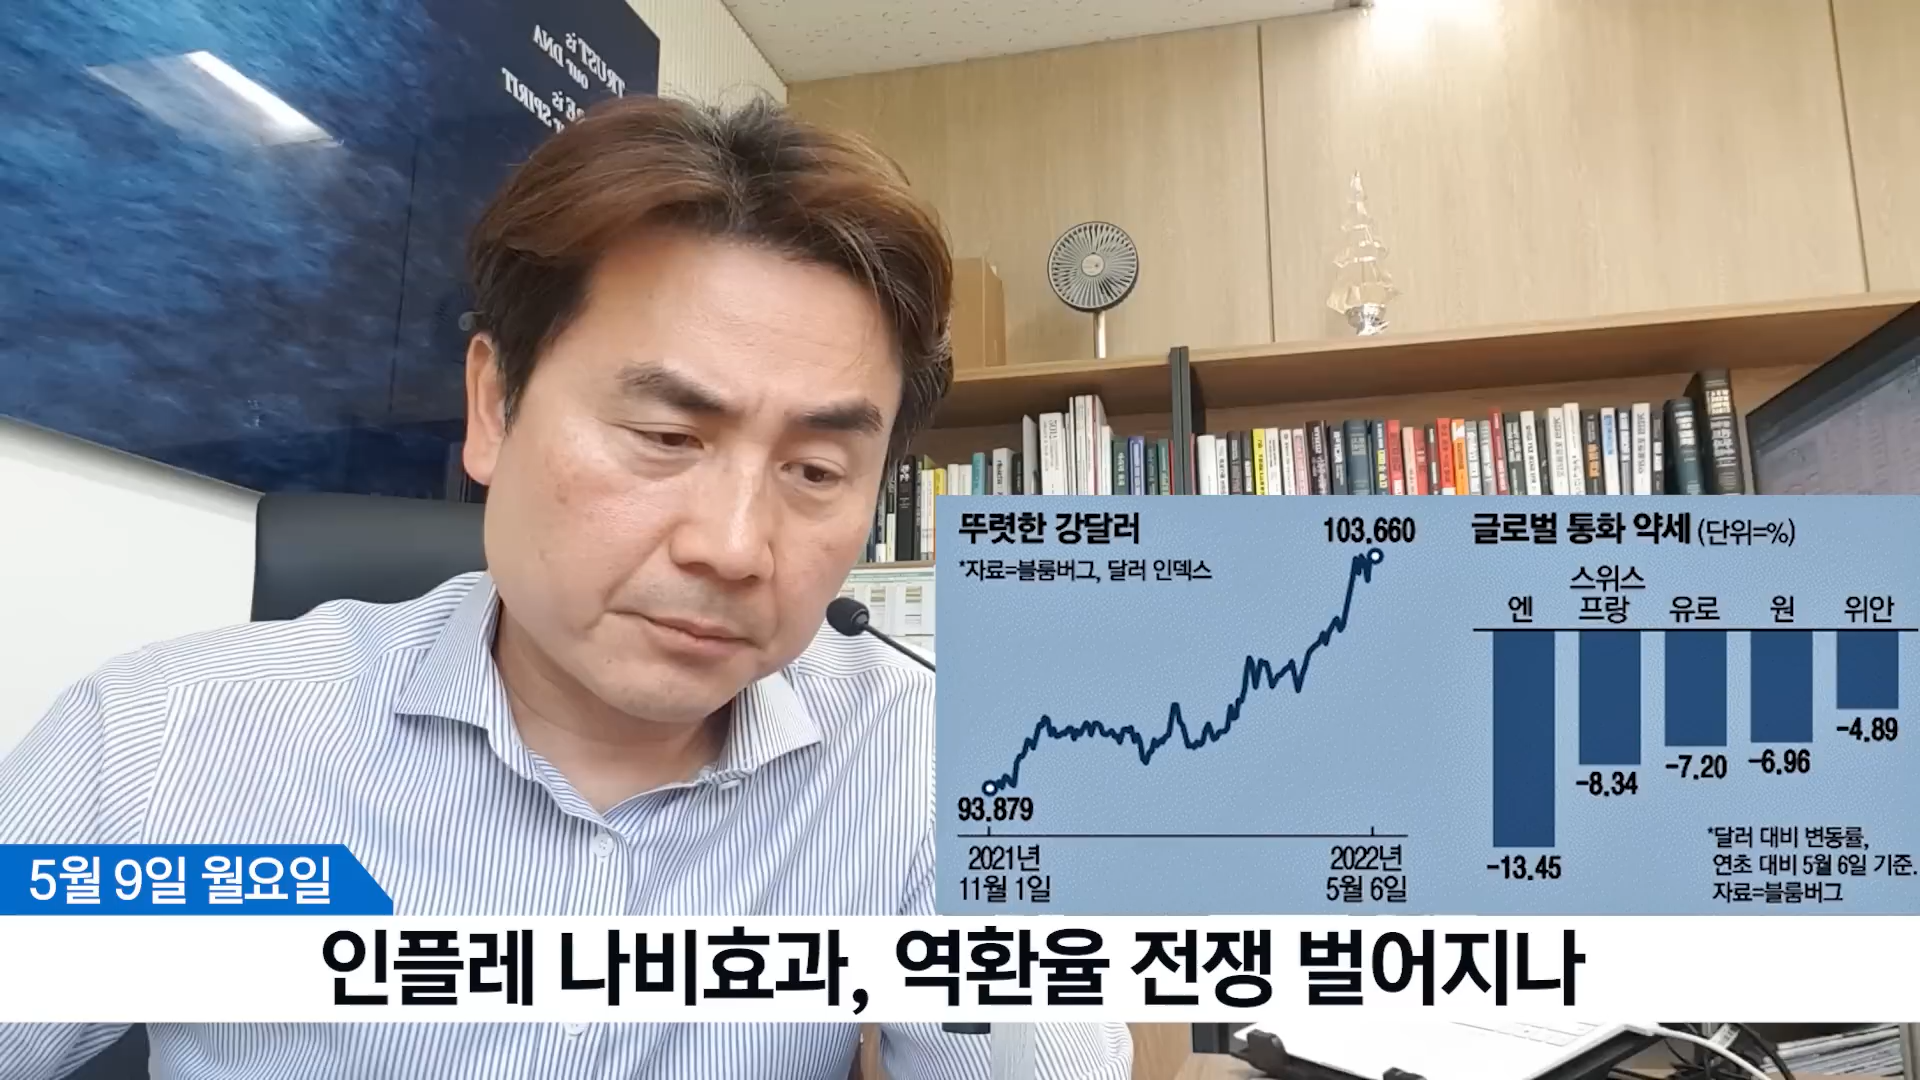 TRUST is
our DNA
SPIRIT
뚜렷한 강달러
*자료=블룸버그, 달러 인덱스
103.660
93.879
2021년
11월 1일
2022년
5월 6일
글로벌 통화 약세 (단위=%)
엔
스위스
프랑
유로
원
위안
-13.45
-8.34
-7.20
-6.96
-4.89
*달러 대비 변동률,
연초 대비 5월 6일 기준.
자료=블룸버그
5월 9일 월요일
인플레 나비효과, 역환율 전쟁 벌어지나